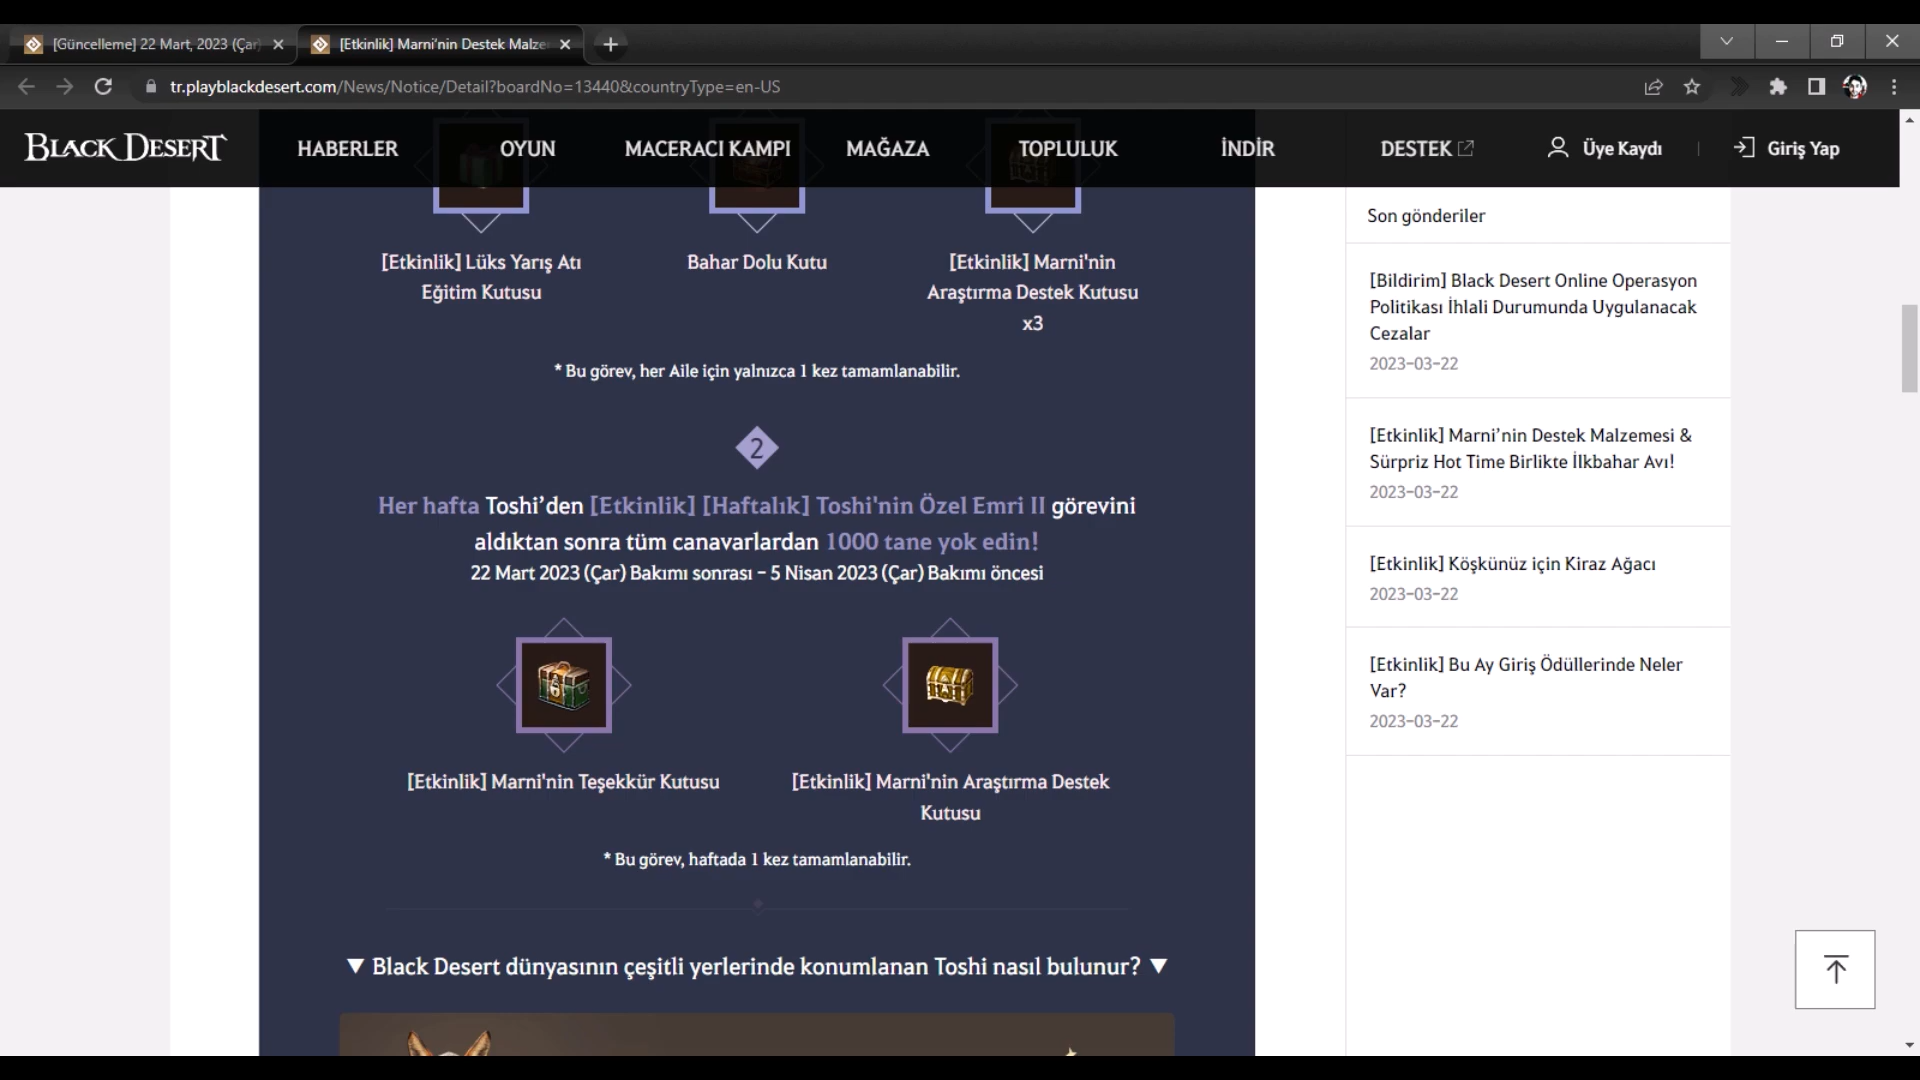 [Güncelleme] 22 Mart, 2023 (Çar
[Etkinlik] Marni'nin Destek Malze
tr.playblackdesert.com/News/Notice/Detail?boardNo=13440&countryType=en-US
BLACK DESERT
HABERLER
OYUN
MACERACI KAMPI
MAĞAZA
TOPLULUK
İNDİR
DESTEK
Üye Kaydı
Giriş Yap
[Etkinlik] Lüks Yarış Atı
Eğitim Kutusu
Bahar Dolu Kutu
[Etkinlik] Marni'nin
Araştırma Destek Kutusu
x3
* Bu görev, her Aile için yalnızca 1 kez tamamlanabilir.
2
Her hafta Toshi’den [Etkinlik] [Haftalık] Toshi'nin Özel Emri II görevini
aldıktan sonra tüm canavarlardan 1000 tane yok edin!
22 Mart 2023 (Çar) Bakımı sonrası – 5 Nisan 2023 (Çar) Bakımı öncesi
[Etkinlik] Marni'nin Teşekkür Kutusu
[Etkinlik] Marni'nin Araştırma Destek
Kutusu
* Bu görev, haftada 1 kez tamamlanabilir.
▼ Black Desert dünyasının çeşitli yerlerinde konumlanan Toshi nasıl bulunur? ▼
Son gönderiler
[Bildirim] Black Desert Online Operasyon
Politikası İhlali Durumunda Uygulanacak
Cezalar
2023-03-22
[Etkinlik] Marni’nin Destek Malzemesi &
Sürpriz Hot Time Birlikte İlkbahar Avı!
2023-03-22
[Etkinlik] Köşkünüz için Kiraz Ağacı
2023-03-22
[Etkinlik] Bu Ay Giriş Ödüllerinde Neler
Var?
2023-03-22